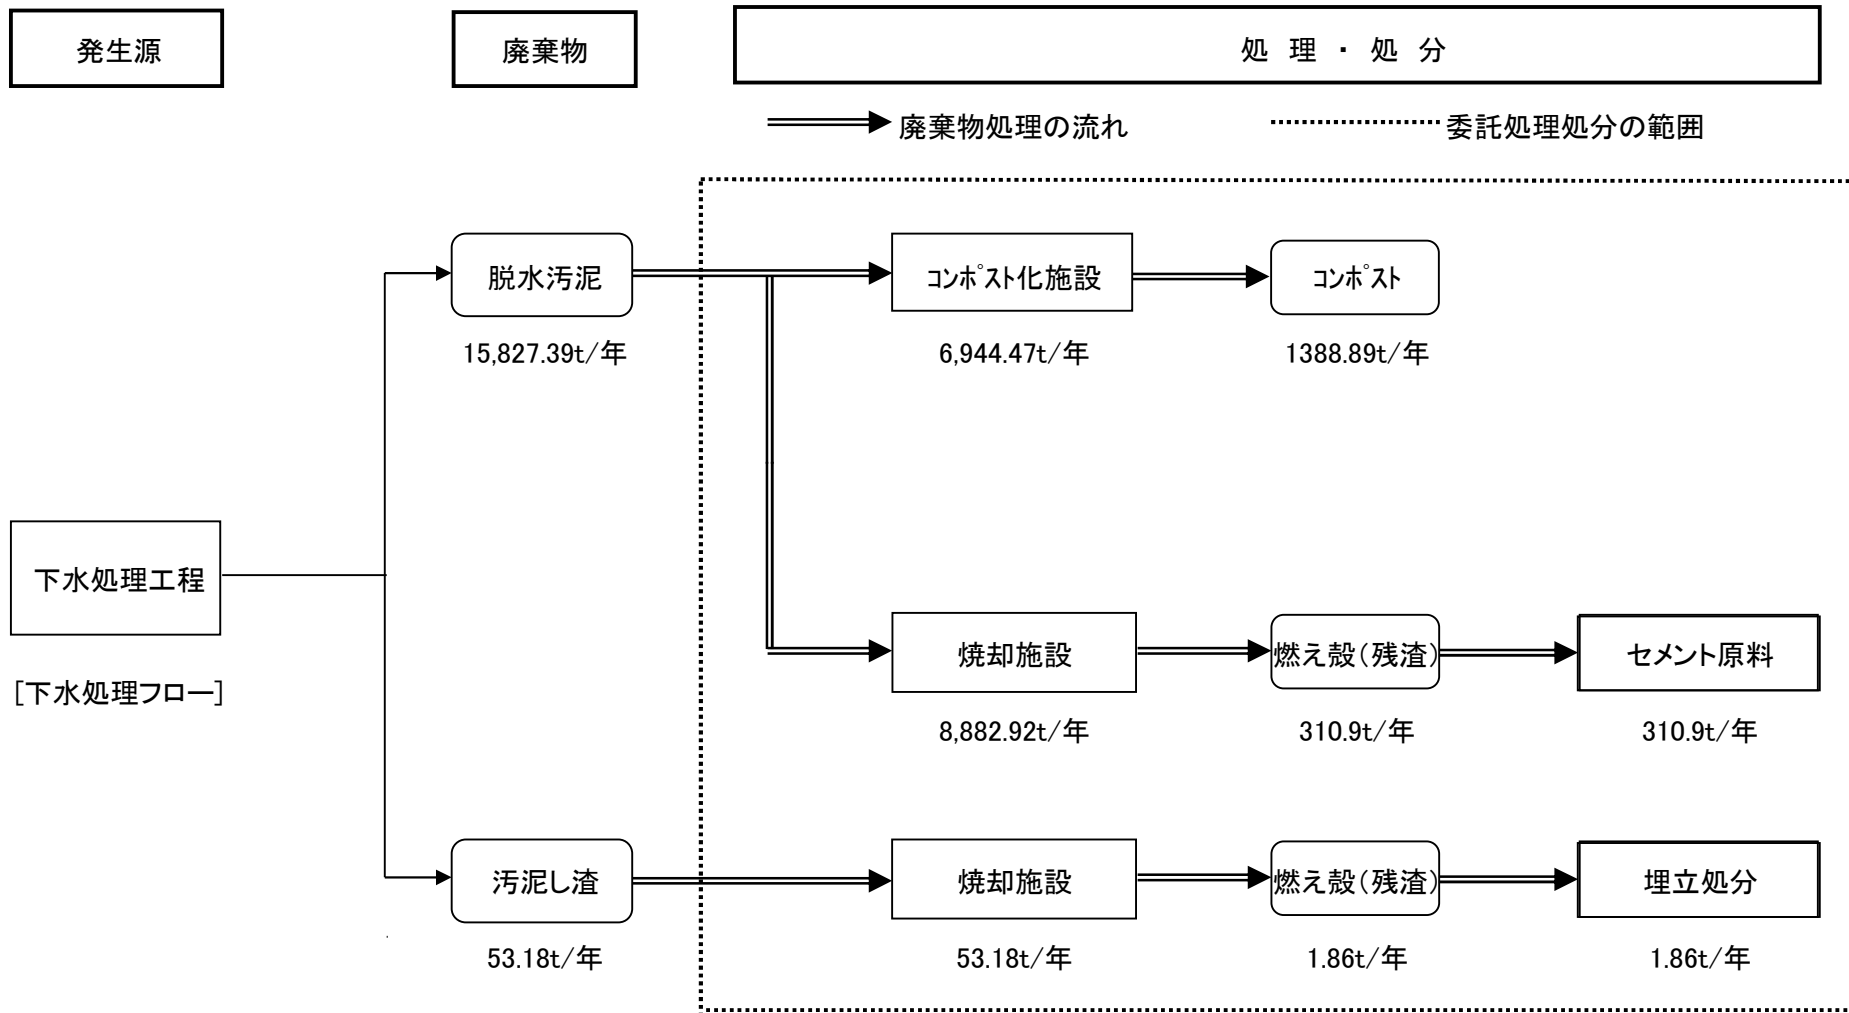 発生源
廃棄物
処 理 ・ 処 分
廃棄物処理の流れ
委託処理処分の範囲
脱水汚泥
ｺﾝﾎﾟｽﾄ化施設
ｺﾝﾎﾟｽﾄ
15,827.39t/年
6,944.47t/年
1388.89t/年
下水処理工程
[下水処理フロー]
焼却施設
燃え殻(残渣)
セメント原料
8,882.92t/年
310.9t/年
310.9t/年
汚泥し渣
焼却施設
燃え殻(残渣)
埋立処分
53.18t/年
53.18t/年
1.86t/年
1.86t/年